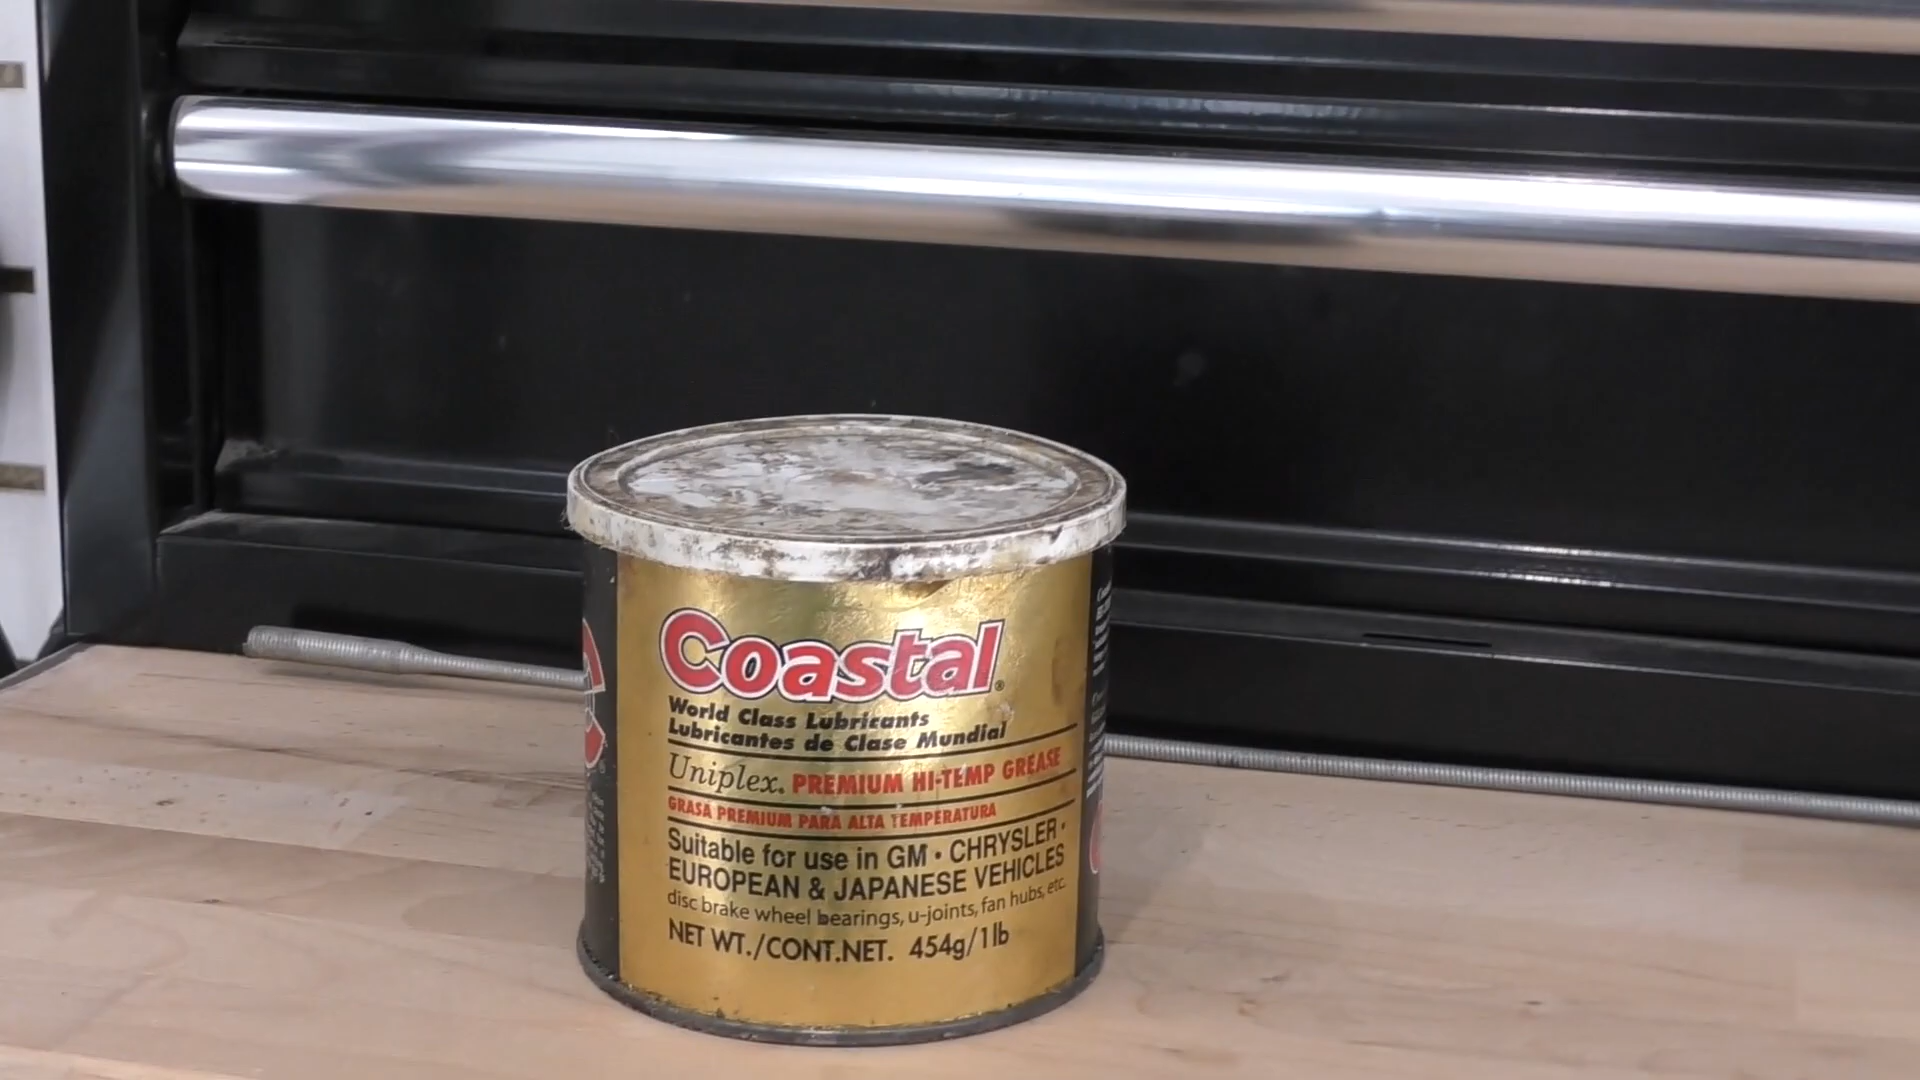 Coastal®
World Class Lubricants
Lubricantes de Clase Mundial
Uniplex. PREMIUM HI-TEMP GREASE
GRASA PREMIUM PARA ALTA TEMPERATURA
Suitable for use in GM • CHRYSLER •
EUROPEAN & JAPANESE VEHICLES
disc brake wheel bearings, u-joints, fan hubs, etc.
NET WT./CONT.NET. 454g/1lb